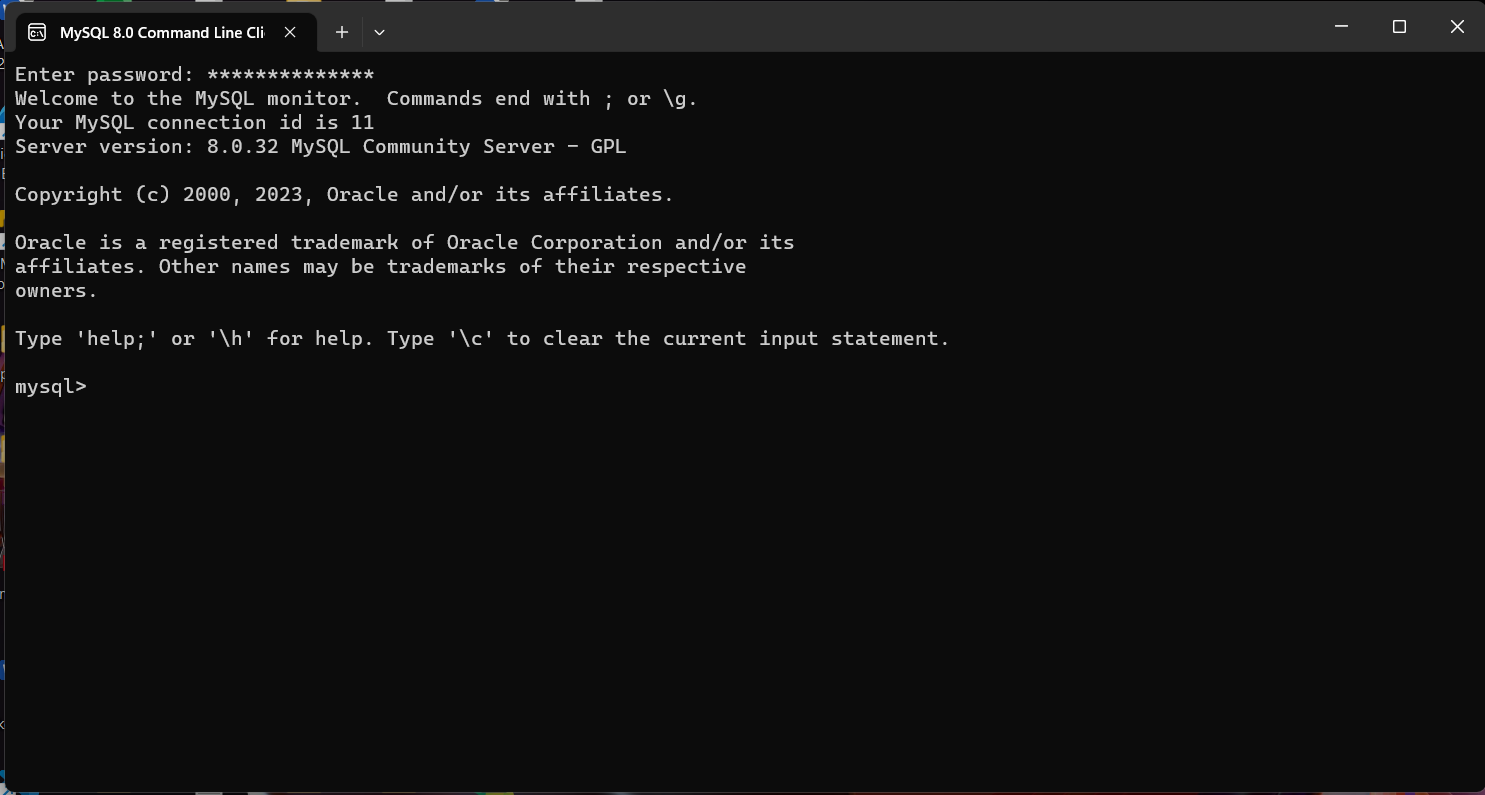 MySQL 8.0 Command Line Cli
Enter password: **************
Welcome to the MySQL monitor.  Commands end with ; or \g.
Your MySQL connection id is 11
Server version: 8.0.32 MySQL Community Server - GPL
Copyright (c) 2000, 2023, Oracle and/or its affiliates.
Oracle is a registered trademark of Oracle Corporation and/or its
affiliates. Other names may be trademarks of their respective
owners.
Type 'help;' or '\h' for help. Type '\c' to clear the current input statement.
mysql>